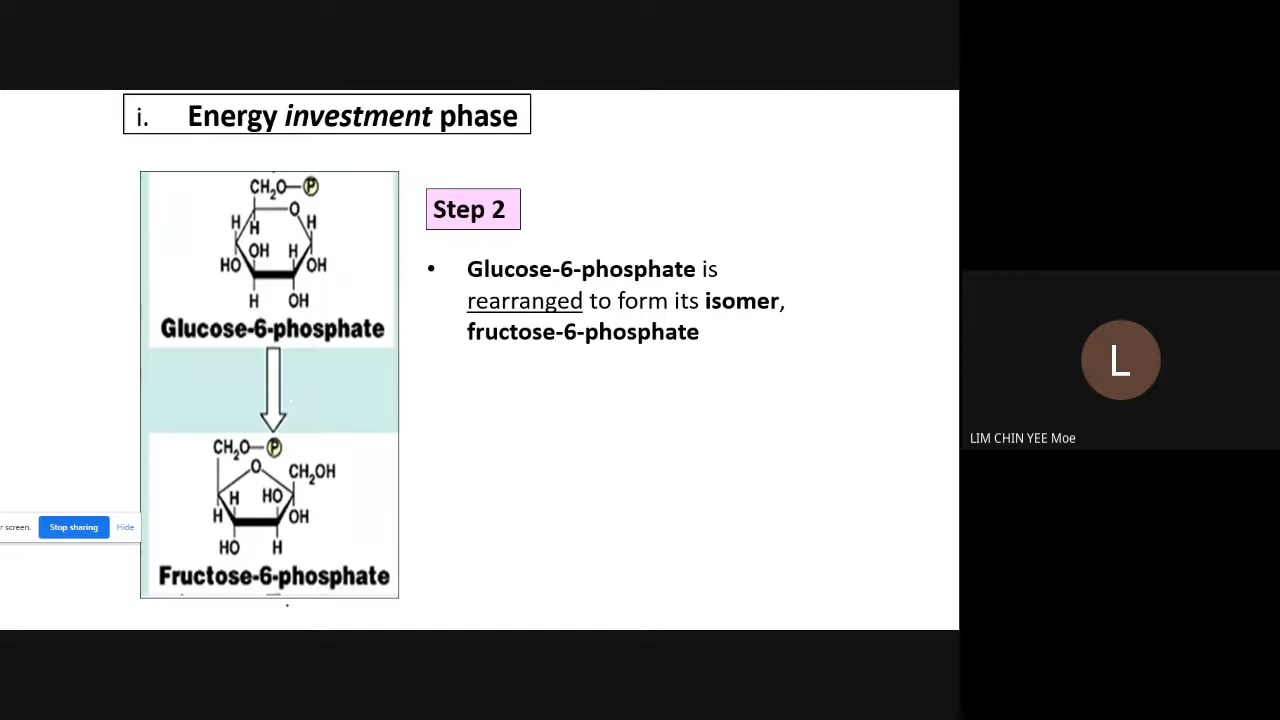 i. Energy investment phase
CH2O—P
O
H H H
OH H
HO OH
H OH
Glucose-6-phosphate
Step 2
• Glucose-6-phosphate is
rearranged to form its isomer,
fructose-6-phosphate
CH2O—P
O CH2OH
H HO
H OH
HO H
Fructose-6-phosphate
r screen. Stop sharing Hide
L
LIM CHIN YEE Moe